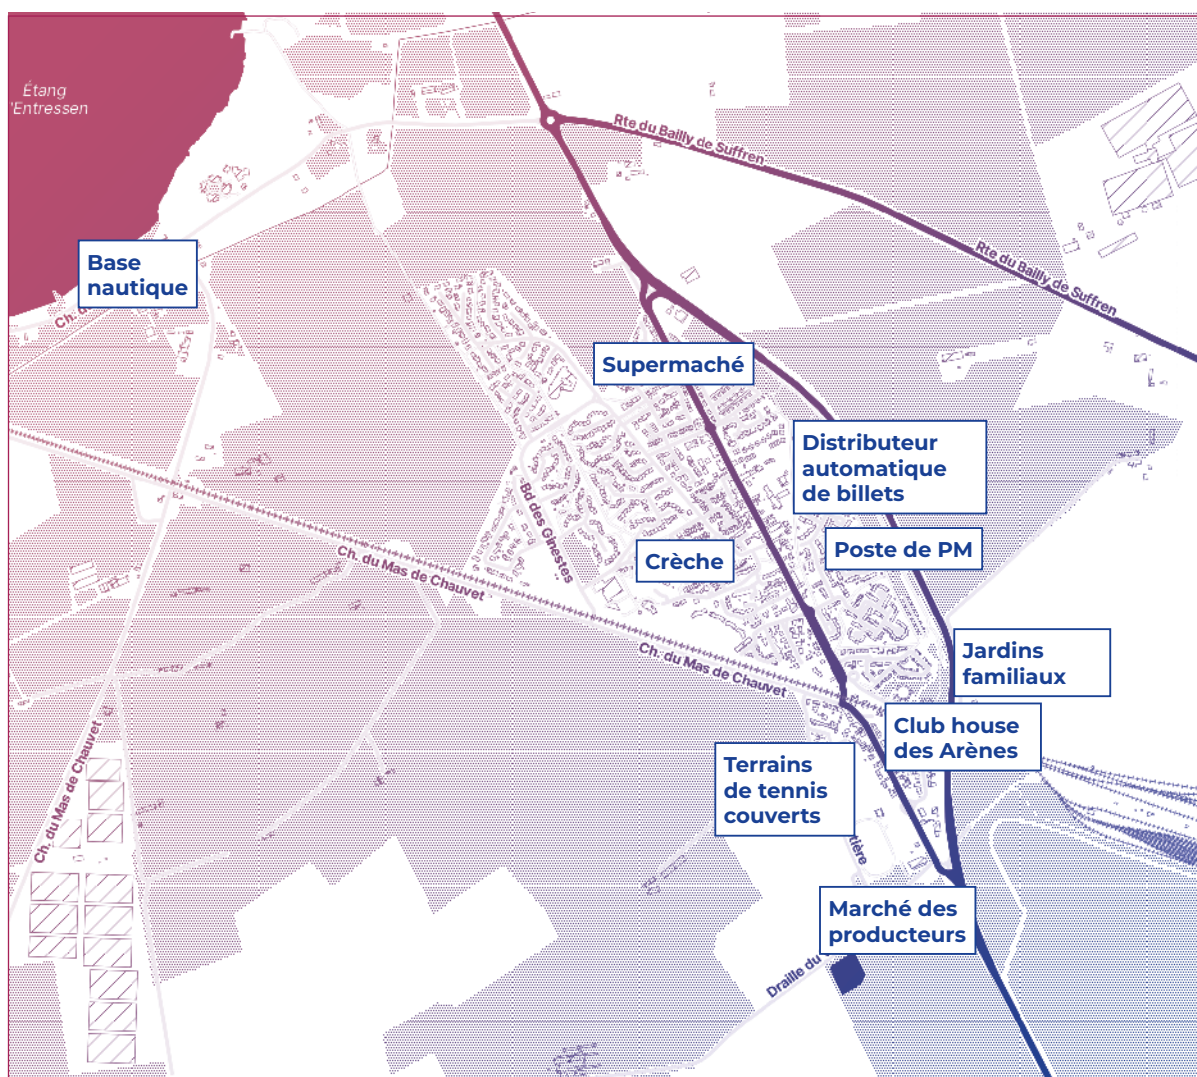 Étang
'Entressen
Rte du Bailly de Suffren
Rte du Bailly de Suffren
Base
nautique
Ch. d
Supermaché
Distributeur
automatique
de billets
Bd des Ginestes
Poste de PM
Crèche
Ch. du Mas de Chauvet
Ch. du Mas de Chauvet
Jardins
familiaux
Club house
des Arènes
Terrains
de tennis
couverts
Ch. du Mas de Chauvet
tière
Marché des
producteurs
Draille du